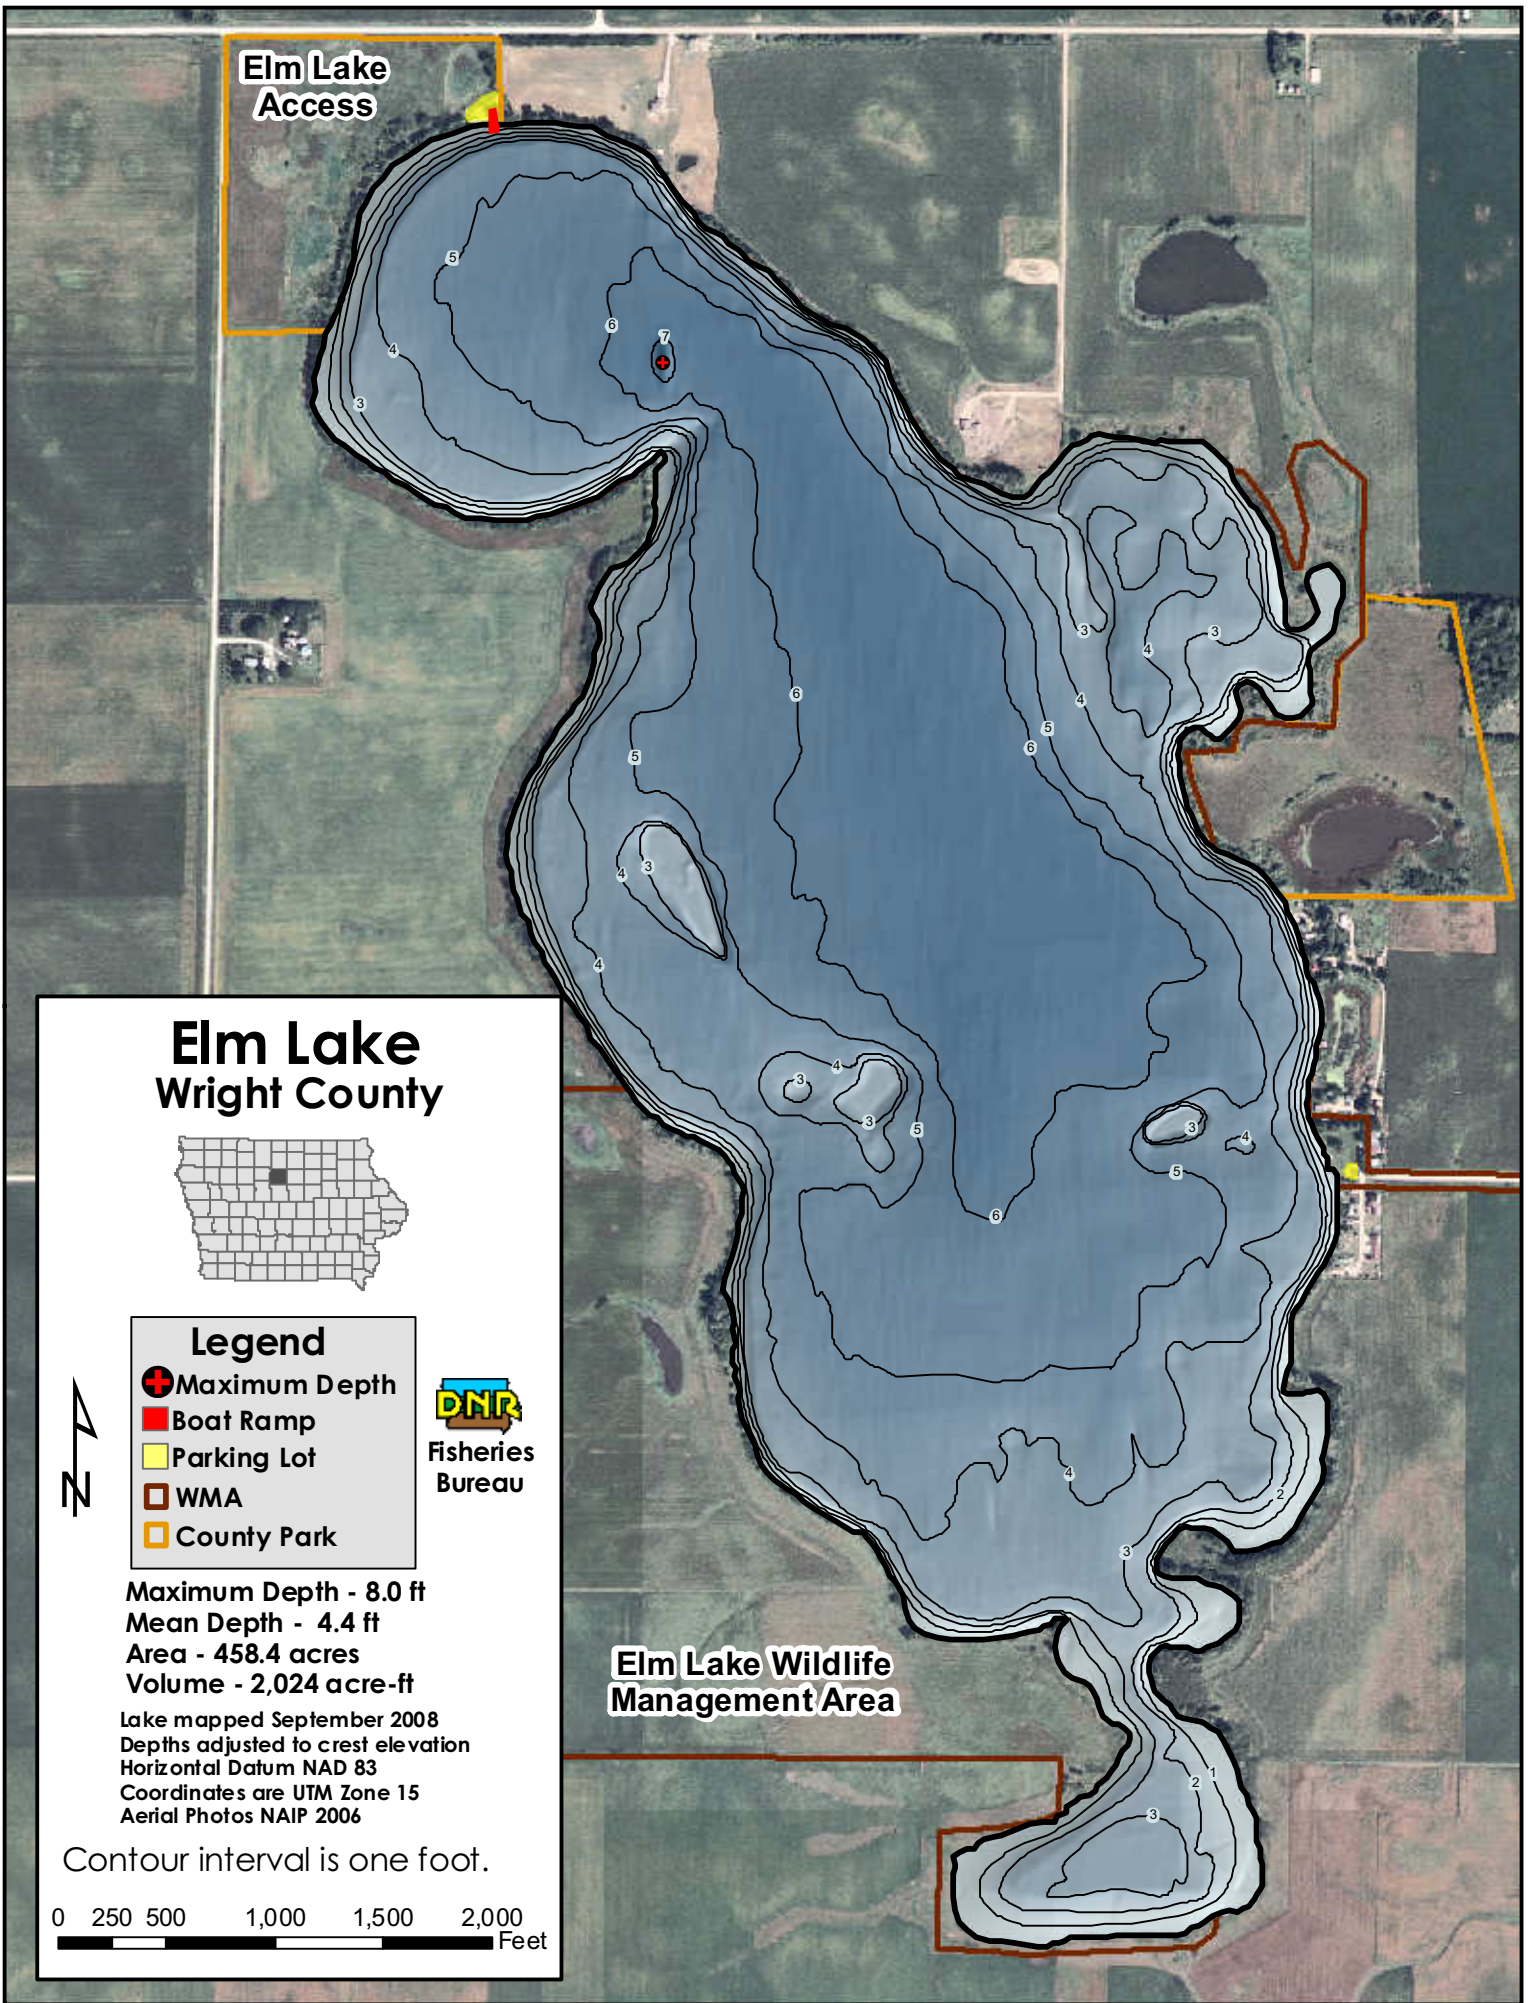 Elm Lake
Access
5
6
7
4
3
3
3
4
6
4
5
6
5
3
4
4
4
3
3
5
3
4
5
6
4
2
3
1
2
3
Elm Lake Wildlife
Management Area
Elm Lake
Wright County
Legend
Maximum Depth
Boat Ramp
Parking Lot
WMA
County Park
N
DNR
Fisheries
Bureau
Maximum Depth - 8.0 ft
Mean Depth - 4.4 ft
Area - 458.4 acres
Volume - 2,024 acre-ft
Lake mapped September 2008
Depths adjusted to crest elevation
Horizontal Datum NAD 83
Coordinates are UTM Zone 15
Aerial Photos NAIP 2006
Contour interval is one foot.
0 250 500 1,000 1,500 2,000
Feet